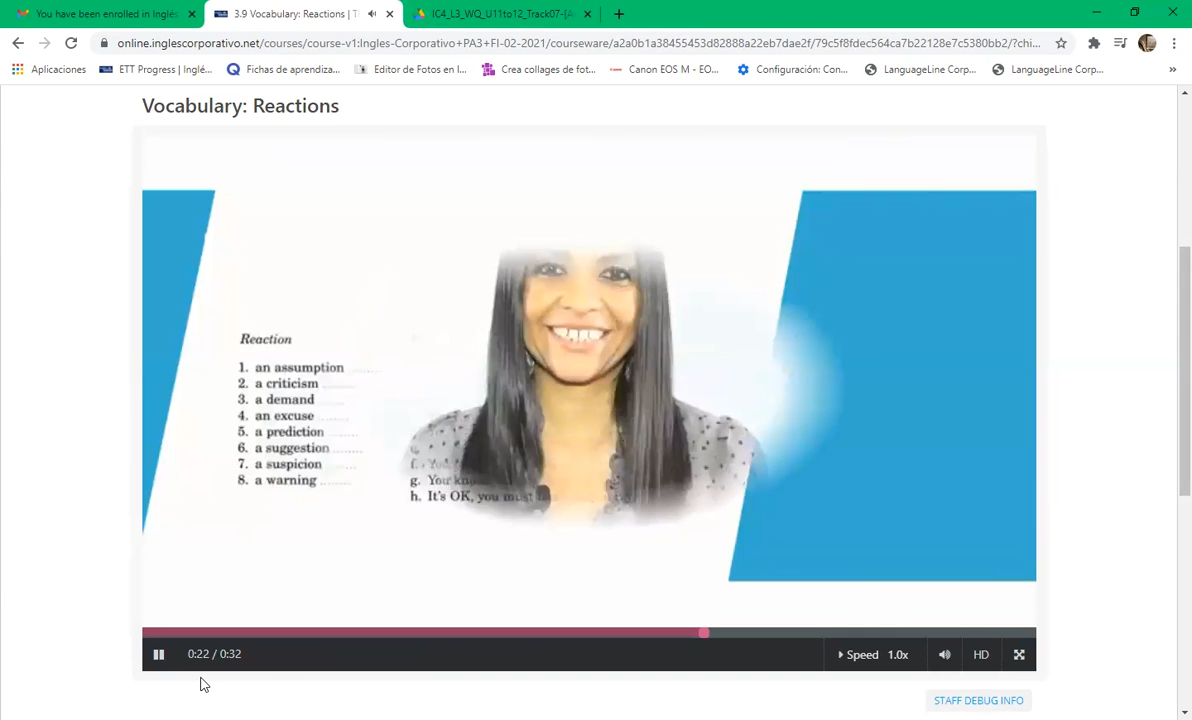 You have been enrolled in Inglés
3.9 Vocabulary: Reactions | T
IC4_L3_WQ_U11to12_Track07-[A
online.inglescorporativo.net/courses/course-v1:Ingles-Corporativo+PA3+FI-02-2021/courseware/a2a0b1a38455453d82888a22eb7dae2f/79c5f8fdec564ca7b22128e7c5380bb2/?chi...
Aplicaciones ETT Progress | Inglé... Fichas de aprendiza... Editor de Fotos en l... Crea collages de fot... Canon EOS M - EO... Configuración: Con... LanguageLine Corp... LanguageLine Corp... »
Vocabulary: Reactions
Reaction
1. an assumption ........
2. a criticism ........
3. a demand ........
4. an excuse ........
5. a prediction ........
6. a suggestion ........
7. a suspicion ........
8. a warning ........
f.
g. You
h. It's OK, you must
0:22 / 0:32
Speed 1.0x
HD
STAFF DEBUG INFO